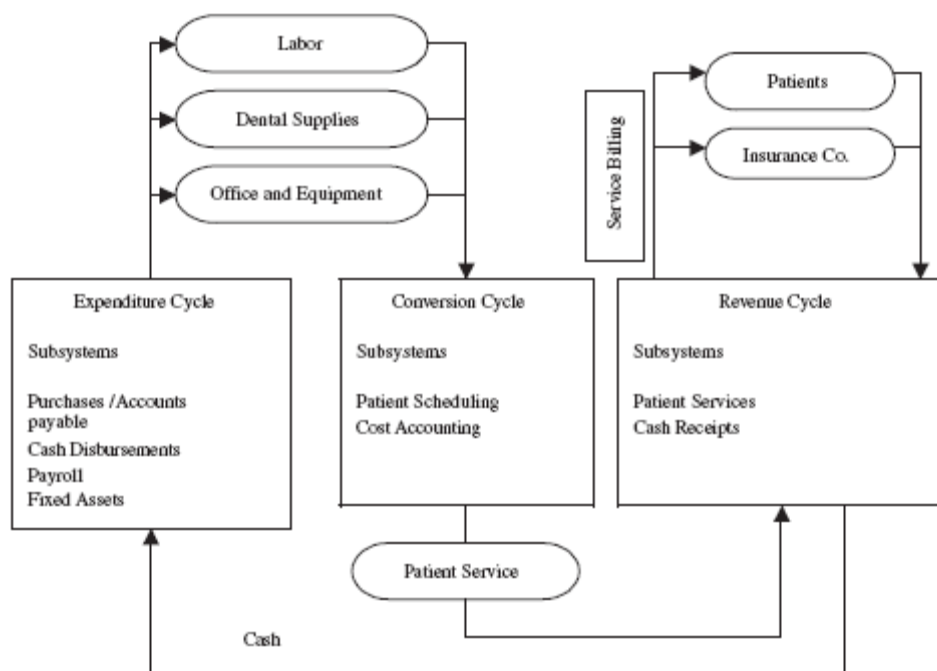 Labor
Dental Supplies
Office and Equipment
Patients
Insurance Co.
Service Billing
Expenditure Cycle
Subsystems
Purchases /Accounts
payable
Cash Disbursements
Payroll
Fixed Assets
Conversion Cycle
Subsystems
Patient Scheduling
Cost Accounting
Revenue Cycle
Subsystems
Patient Services
Cash Receipts
Patient Service
Cash